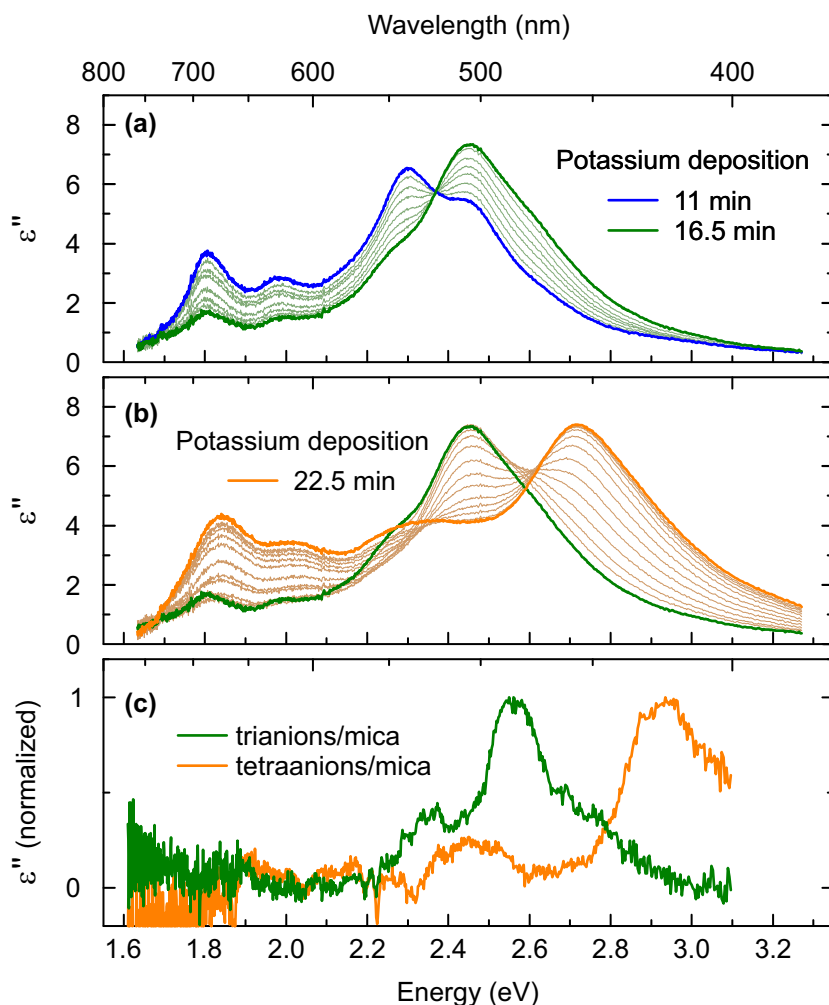 Wavelength (nm)
800 700 600 500 400
(a)
8
6
4
2
0
ε"
Potassium deposition
11 min
16.5 min
(b)
8
6
4
2
0
ε"
Potassium deposition
22.5 min
(c)
1
0
ε" (normalized)
trianions/mica
tetraanions/mica
1.6 1.8 2.0 2.2 2.4 2.6 2.8 3.0 3.2
Energy (eV)